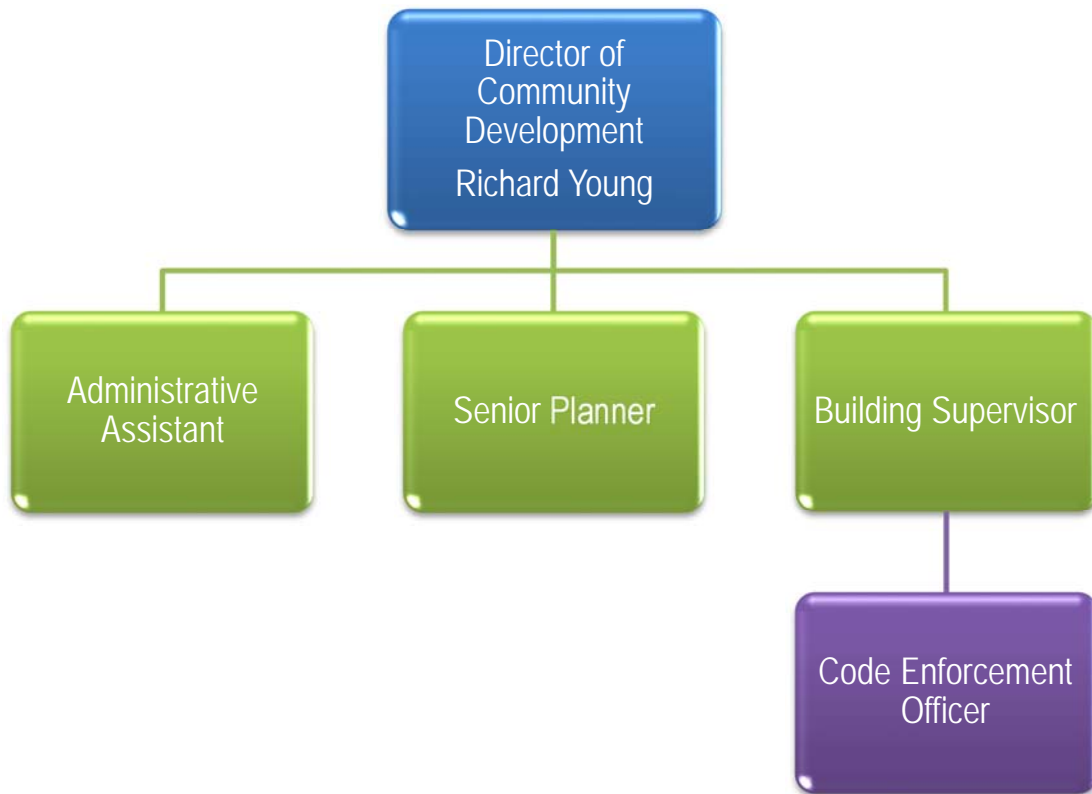 Director of
Community
Development
Richard Young
Administrative
Assistant
Senior Planner
Building Supervisor
Code Enforcement
Officer